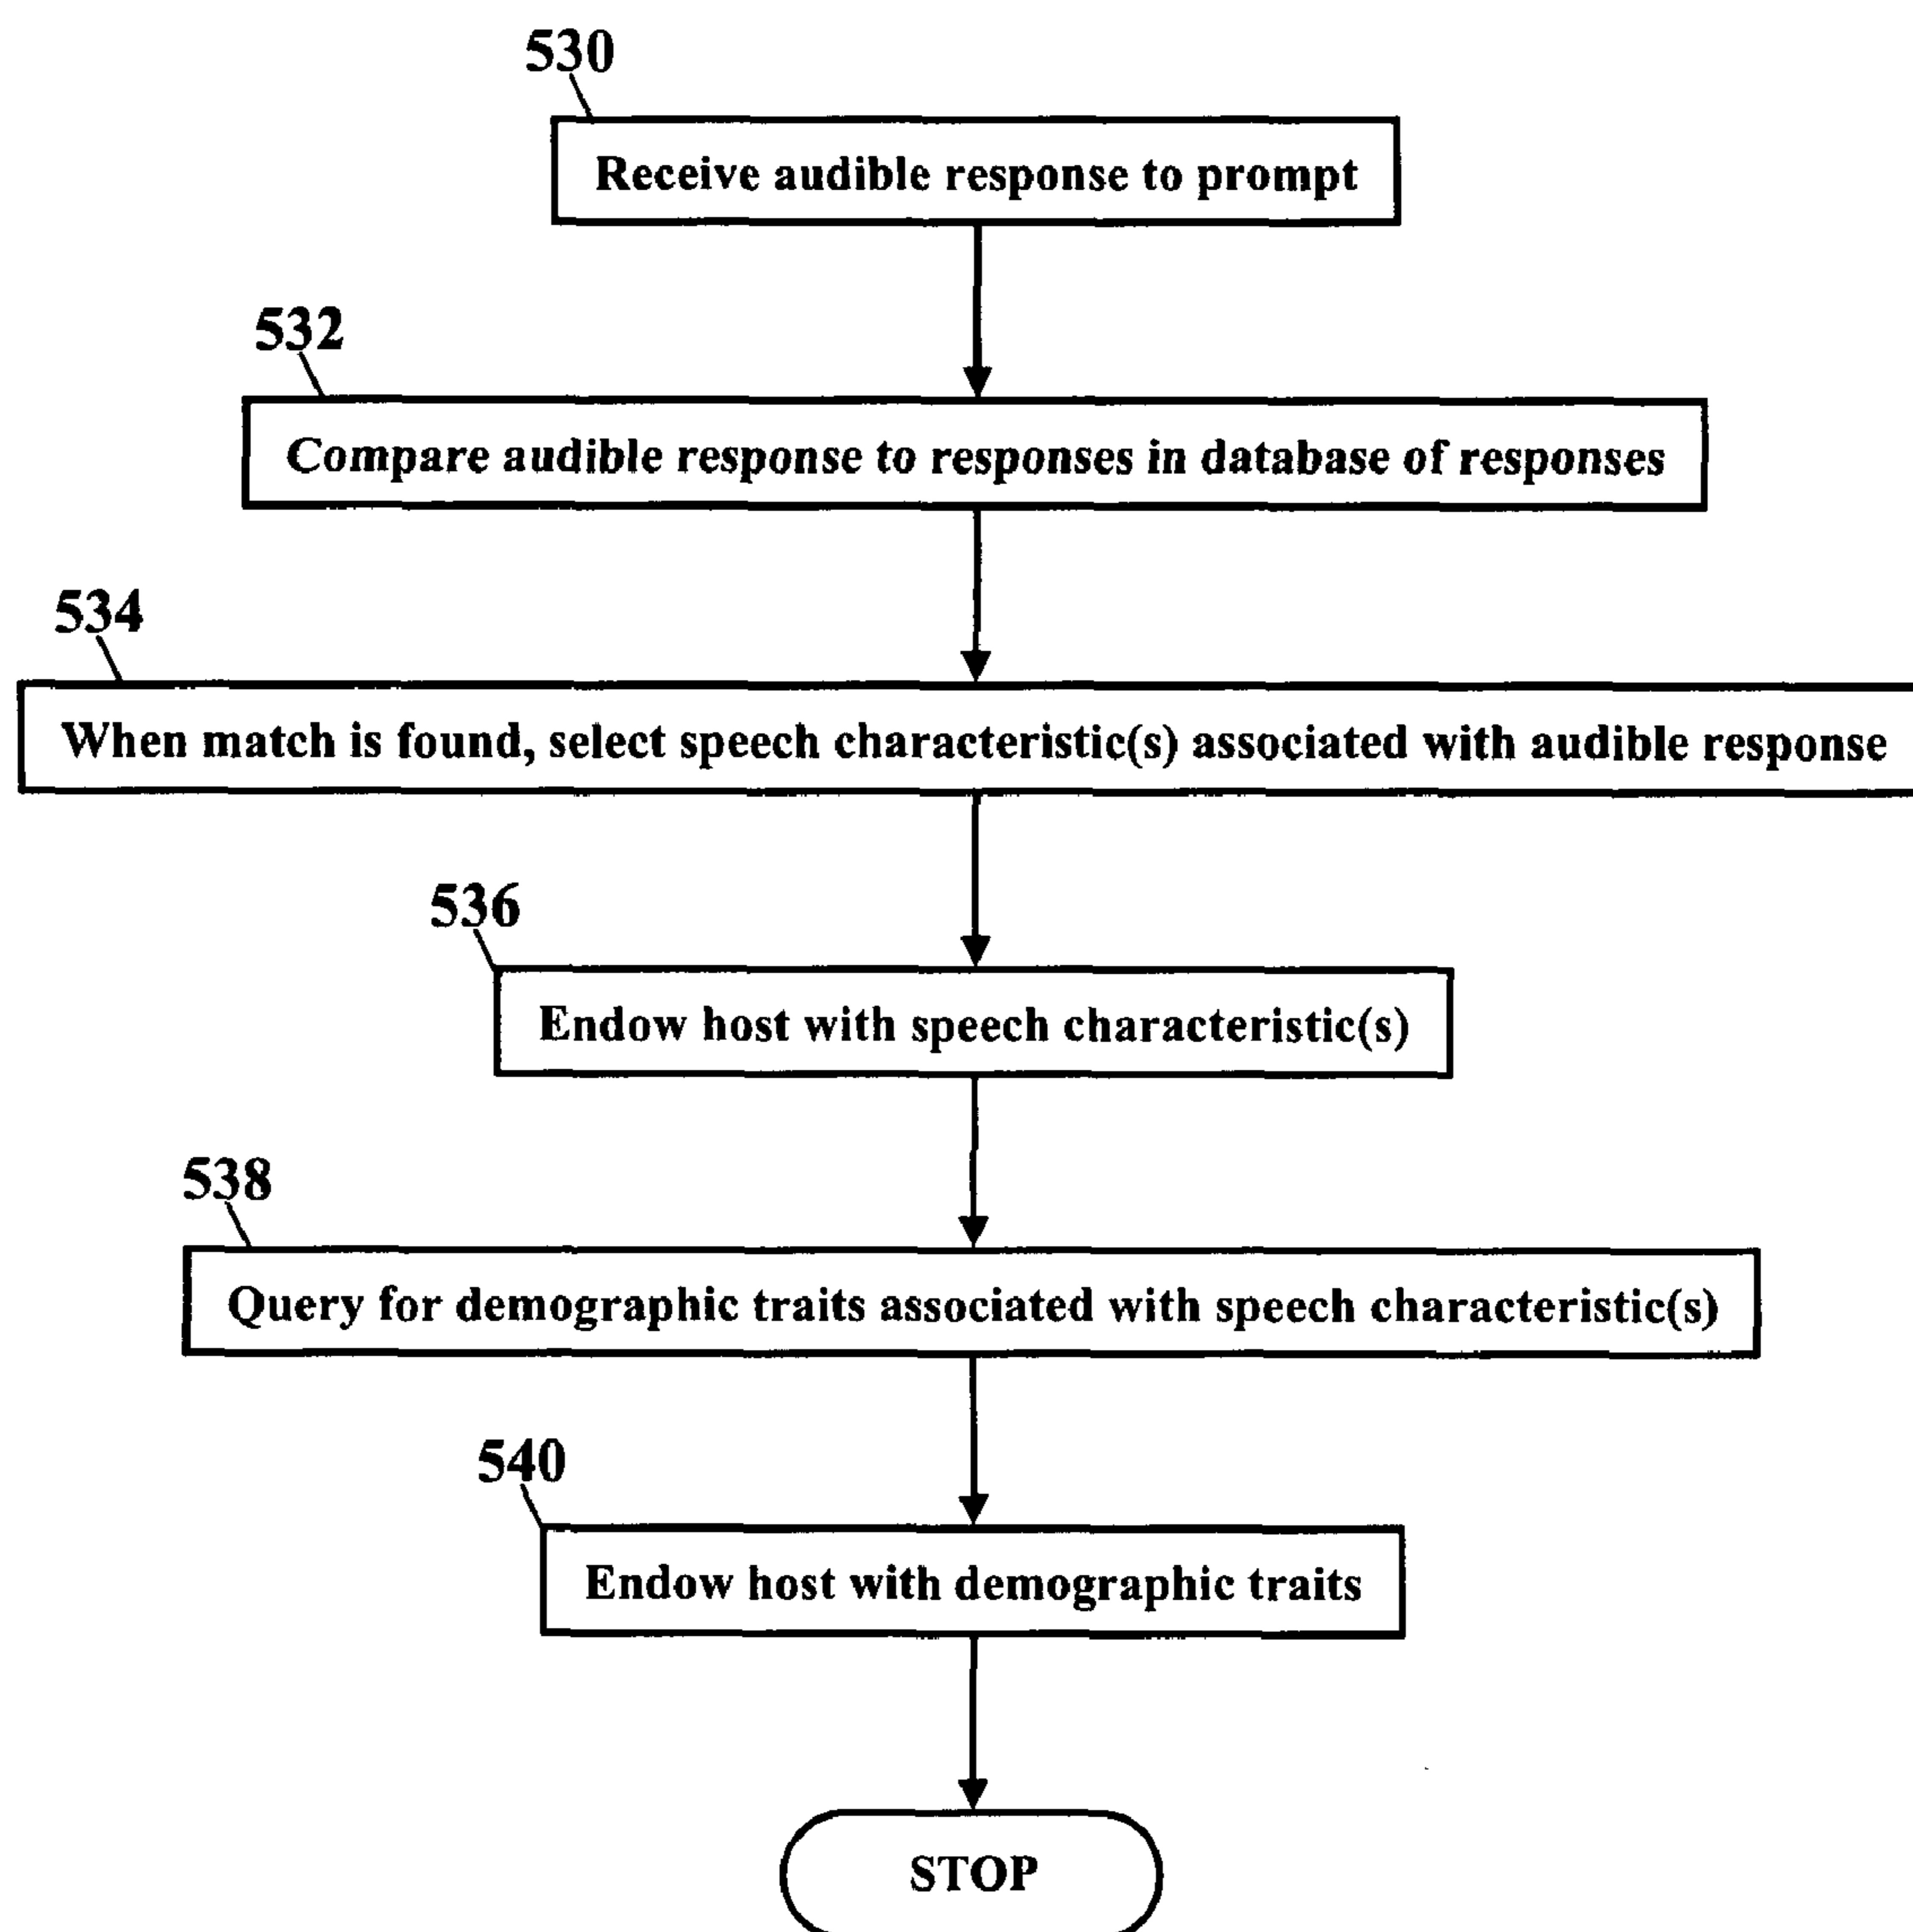 530
Receive audible response to prompt
532
Compare audible response to responses in database of responses
534
When match is found, select speech characteristic(s) associated with audible response
536
Endow host with speech characteristic(s)
538
Query for demographic traits associated with speech characteristic(s)
540
Endow host with demographic traits
STOP